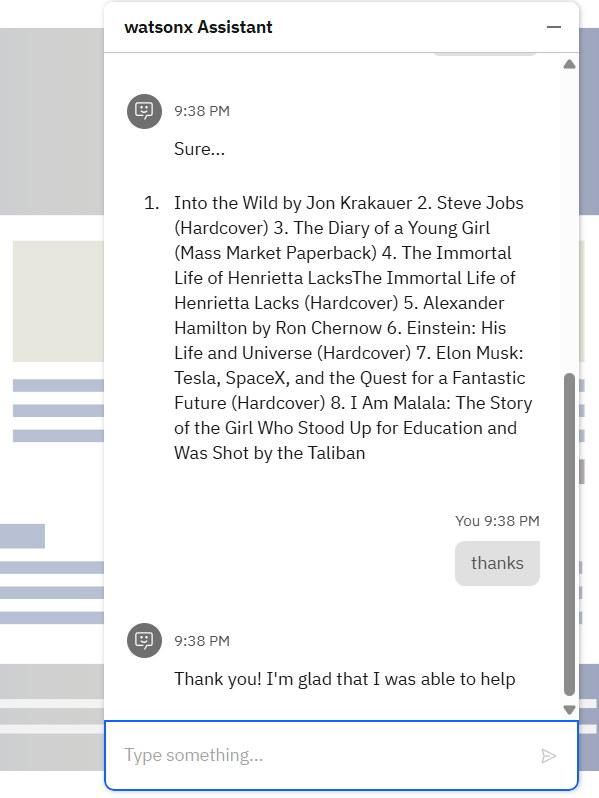 watsonx Assistant
9:38 PM
Sure...
1. Into the Wild by Jon Krakauer 2. Steve Jobs
(Hardcover) 3. The Diary of a Young Girl
(Mass Market Paperback) 4. The Immortal
Life of Henrietta LacksThe Immortal Life of
Henrietta Lacks (Hardcover) 5. Alexander
Hamilton by Ron Chernow 6. Einstein: His
Life and Universe (Hardcover) 7. Elon Musk:
Tesla, SpaceX, and the Quest for a Fantastic
Future (Hardcover) 8. I Am Malala: The Story
of the Girl Who Stood Up for Education and
Was Shot by the Taliban
You 9:38 PM
thanks
9:38 PM
Thank you! I'm glad that I was able to help
Type something...